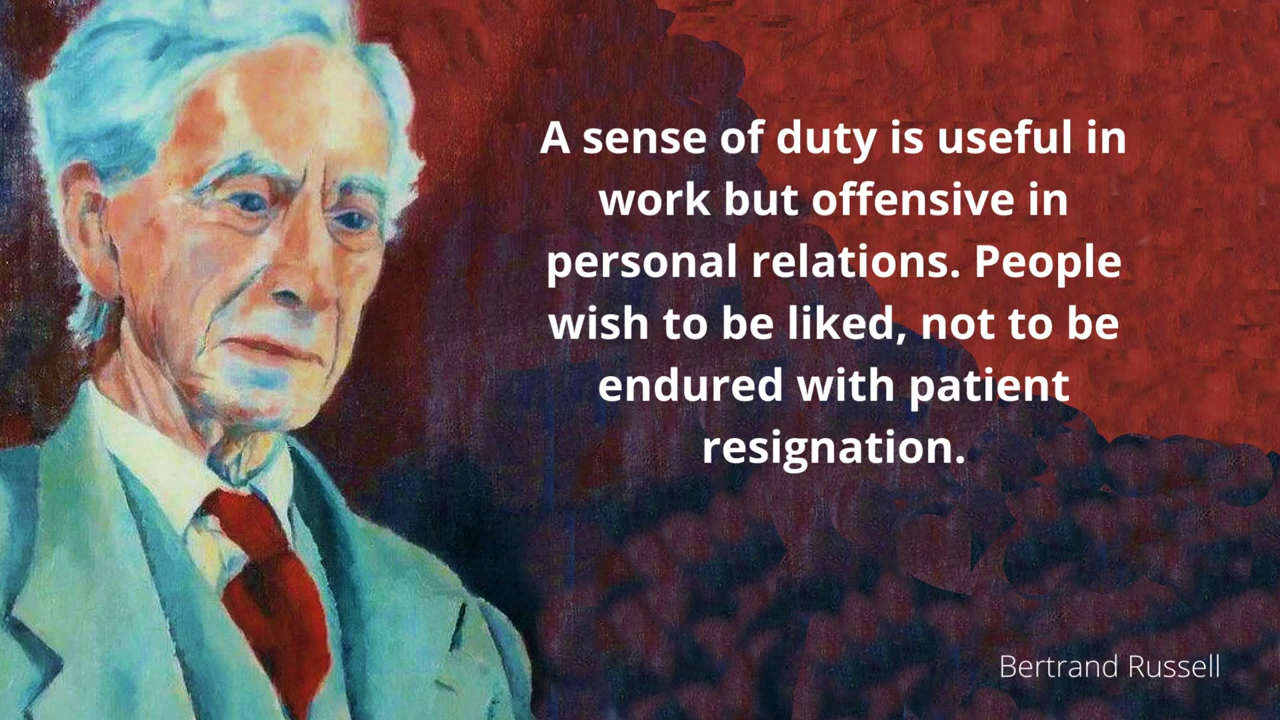 A sense of duty is useful in
work but offensive in
personal relations. People
wish to be liked, not to be
endured with patient
resignation.
Bertrand Russell